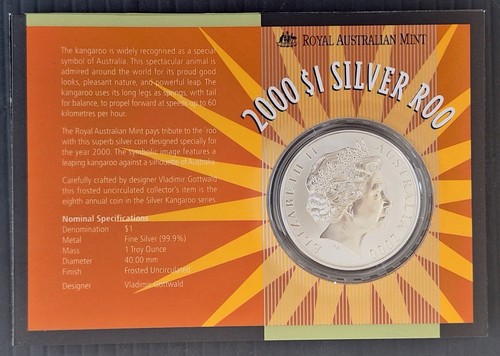 The kangaroo is widely recognised as a special
symbol of Australia. This spectacular animal is
admired around the world for its proud good
looks, pleasant nature, and powerful leap. The
kangaroo uses its long legs as springs, with tail
for balance, to propel forward at speeds up to 60
kilometres per hour.
The Royal Australian Mint pays tribute to the 'roo
with this superb silver coin designed specially for
the year 2000. The symbolic image features a
leaping kangaroo against a silhouette of Australia.
Carefully crafted by designer Vladimir Gottwald
this frosted uncirculated collector's item is the
eighth annual coin in the Silver Kangaroo series.
Nominal Specifications
Denomination $1
Metal Fine Silver (99.9%)
Mass 1 Troy Ounce
Diameter 40.00 mm
Finish Frosted Uncirculated
Designer Vladimir Gottwald
ROYAL AUSTRALIAN MINT
2000 $1 SILVER ROO
ELIZABETH II AUSTRALIA 2000